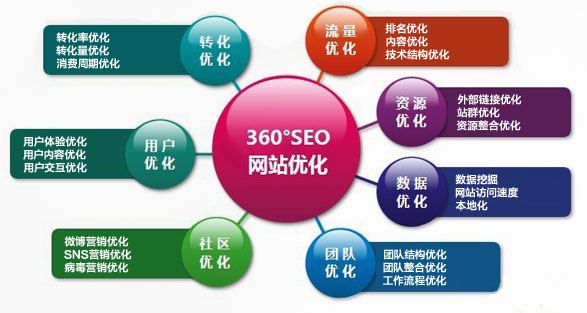 转化率优化
转化量优化
消费周期优化
转化
优化
流量
优化
排名优化
内容优化
技术结构优化
用户体验优化
用户内容优化
用户交互优化
用户
优化
360°SEO
网站优化
资源
优化
外部链接优化
站群优化
资源整合优化
数据
优化
数据挖掘
网站访问速度
本地化
微博营销优化
SNS营销优化
病毒营销优化
社区
优化
团队
优化
团队结构优化
团队整合优化
工作流程优化